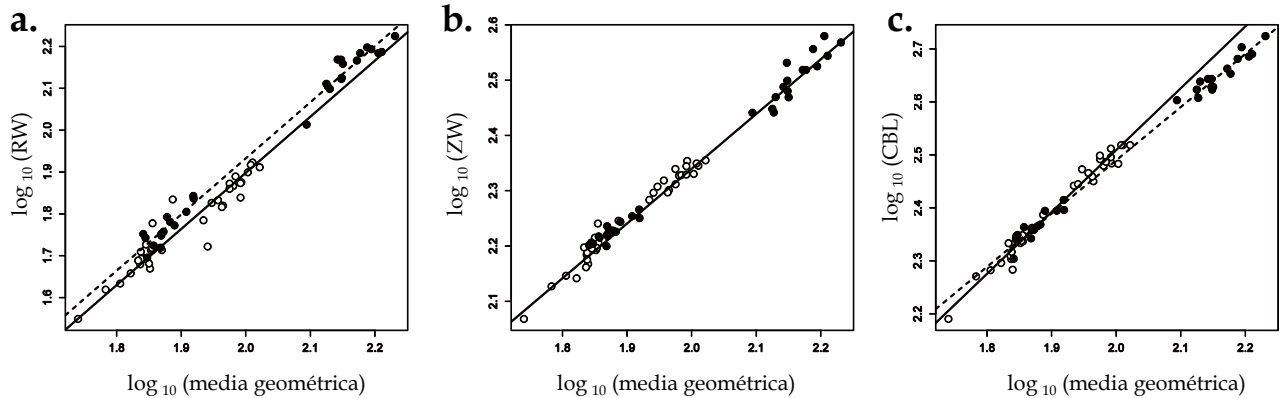 a.
log 10 (RW)
2.2
2.1
2.0
1.9
1.8
1.7
1.6
1.8 1.9 2.0 2.1 2.2
log 10 (media geométrica)
b.
log 10 (ZW)
2.6
2.5
2.4
2.3
2.2
2.1
1.8 1.9 2.0 2.1 2.2
log 10 (media geométrica)
c.
log 10 (CBL)
2.7
2.6
2.5
2.4
2.3
2.2
1.8 1.9 2.0 2.1 2.2
log 10 (media geométrica)